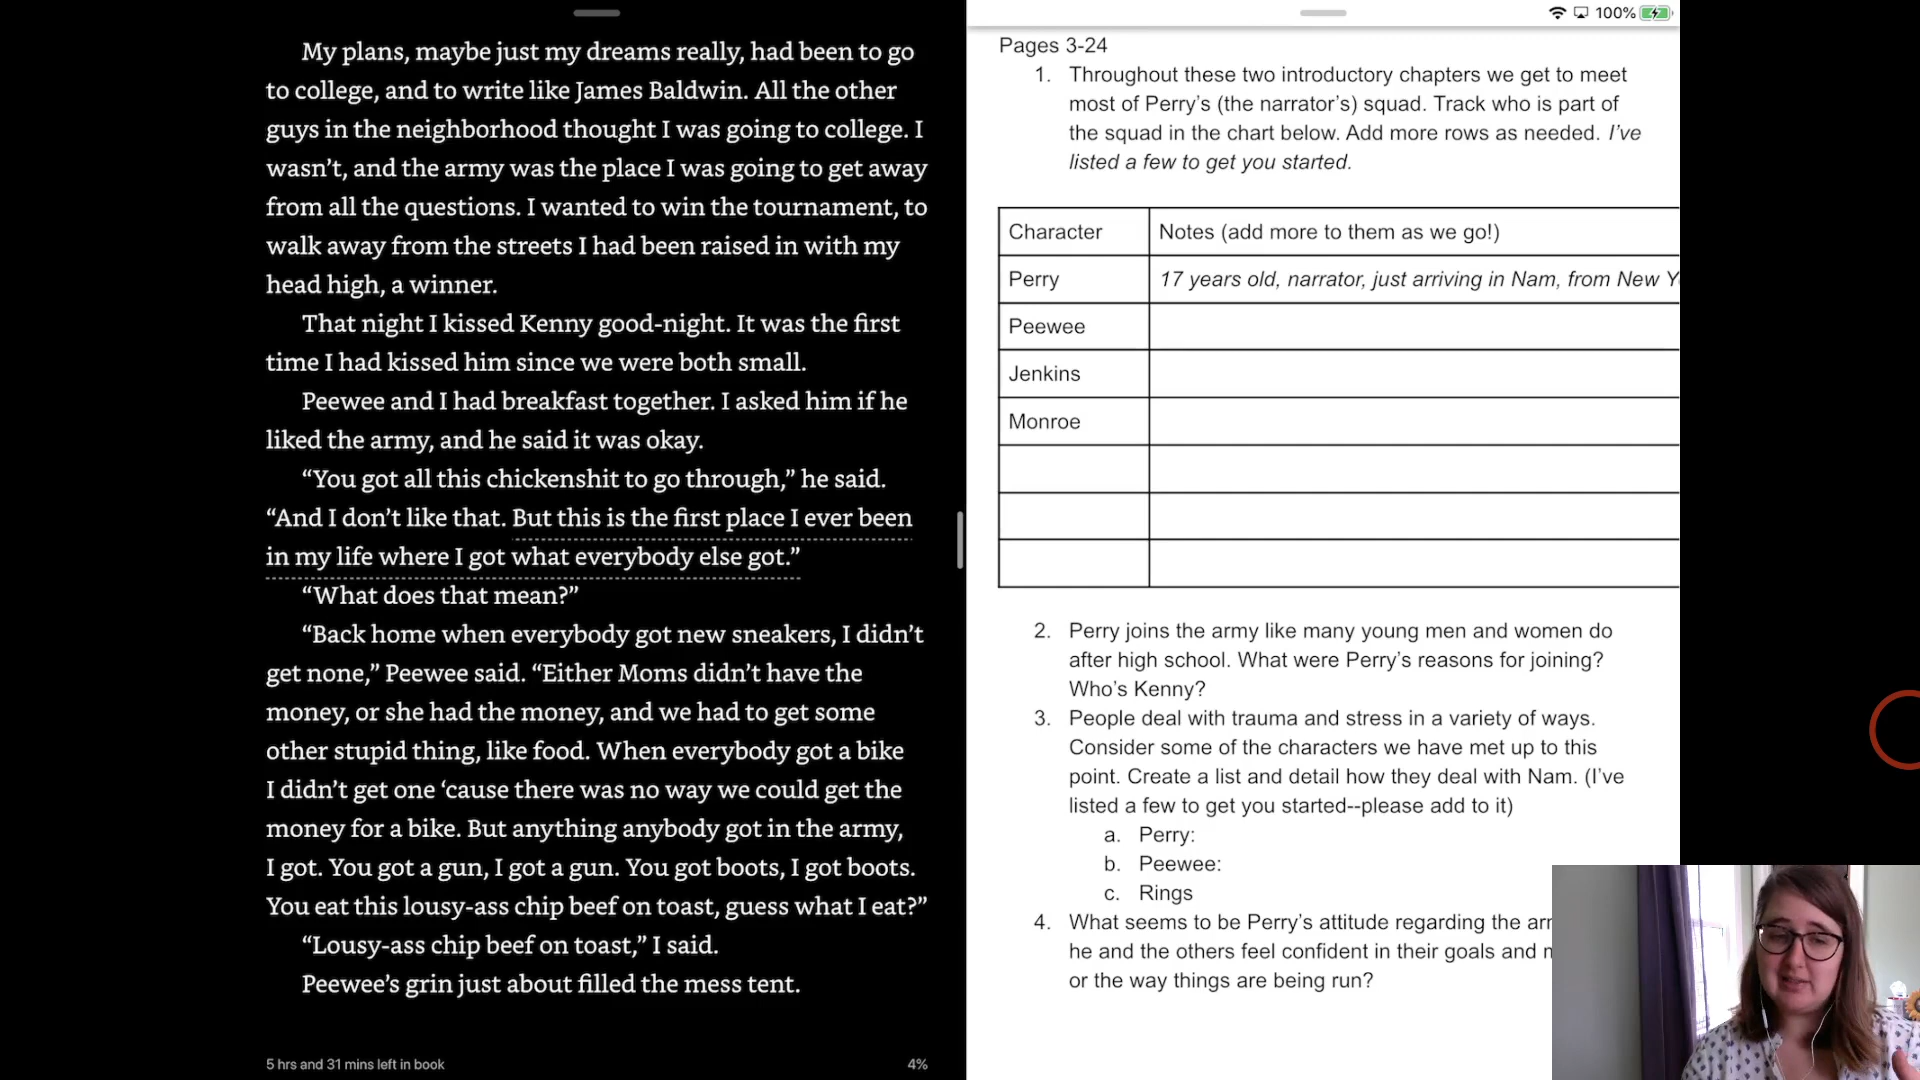 My plans, maybe just my dreams really, had been to go
to college, and to write like James Baldwin. All the other
guys in the neighborhood thought I was going to college. I
wasn’t, and the army was the place I was going to get away
from all the questions. I wanted to win the tournament, to
walk away from the streets I had been raised in with my
head high, a winner.
That night I kissed Kenny good-night. It was the first
time I had kissed him since we were both small.
Peewee and I had breakfast together. I asked him if he
liked the army, and he said it was okay.
“You got all this chickenshit to go through,” he said.
“And I don’t like that. But this is the first place I ever been
in my life where I got what everybody else got.”
“What does that mean?”
“Back home when everybody got new sneakers, I didn’t
get none,” Peewee said. “Either Moms didn’t have the
money, or she had the money, and we had to get some
other stupid thing, like food. When everybody got a bike
I didn’t get one ‘cause there was no way we could get the
money for a bike. But anything anybody got in the army,
I got. You got a gun, I got a gun. You got boots, I got boots.
You eat this lousy-ass chip beef on toast, guess what I eat?”
“Lousy-ass chip beef on toast,” I said.
Peewee’s grin just about filled the mess tent.
5 hrs and 31 mins left in book
4%
100%
Pages 3-24
1. Throughout these two introductory chapters we get to meet
most of Perry’s (the narrator’s) squad. Track who is part of
the squad in the chart below. Add more rows as needed. I’ve
listed a few to get you started.
Character Notes (add more to them as we go!)
Perry 17 years old, narrator, just arriving in Nam, from New Y
Peewee
Jenkins
Monroe
2. Perry joins the army like many young men and women do
after high school. What were Perry’s reasons for joining?
Who’s Kenny?
3. People deal with trauma and stress in a variety of ways.
Consider some of the characters we have met up to this
point. Create a list and detail how they deal with Nam. (I’ve
listed a few to get you started--please add to it)
a. Perry:
b. Peewee:
c. Rings
4. What seems to be Perry’s attitude regarding the
he and the others feel confident in their goals and
or the way things are being run?